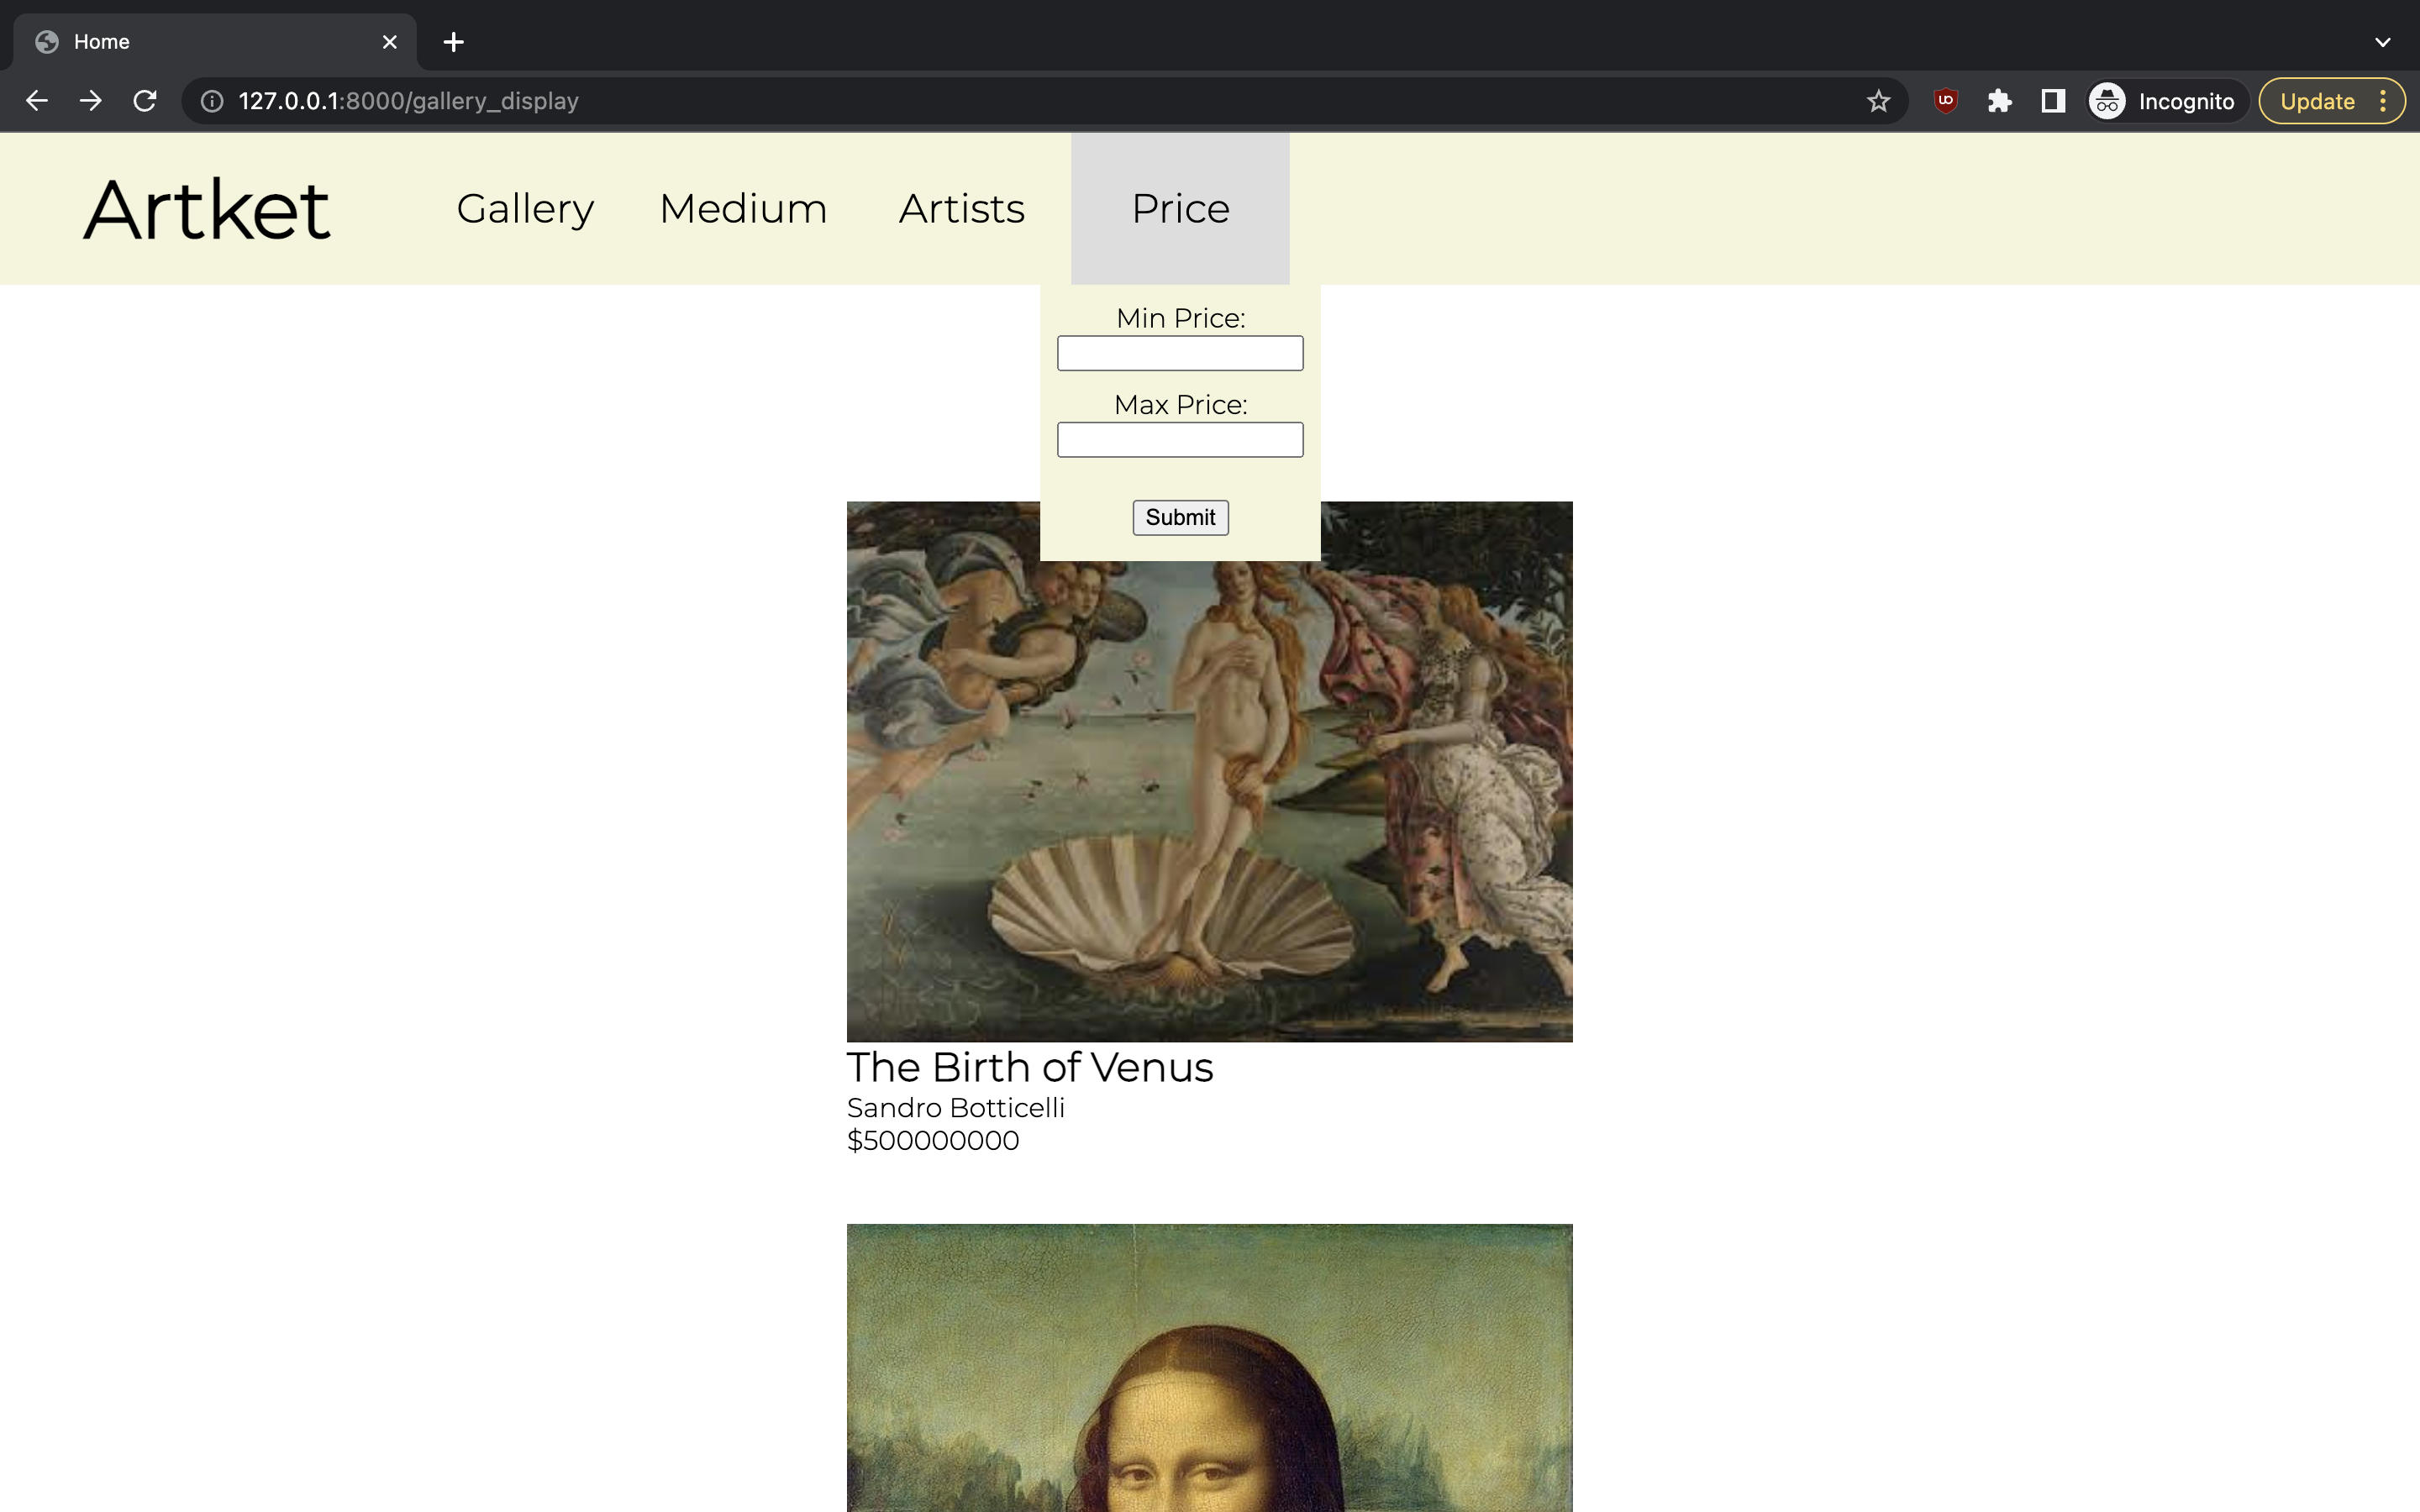 Home
127.0.0.1:8000/gallery_display
Incognito
Update
Artket
Gallery
Medium
Artists
Price
Min Price:
Max Price:
Submit
The Birth of Venus
Sandro Botticelli
$500000000